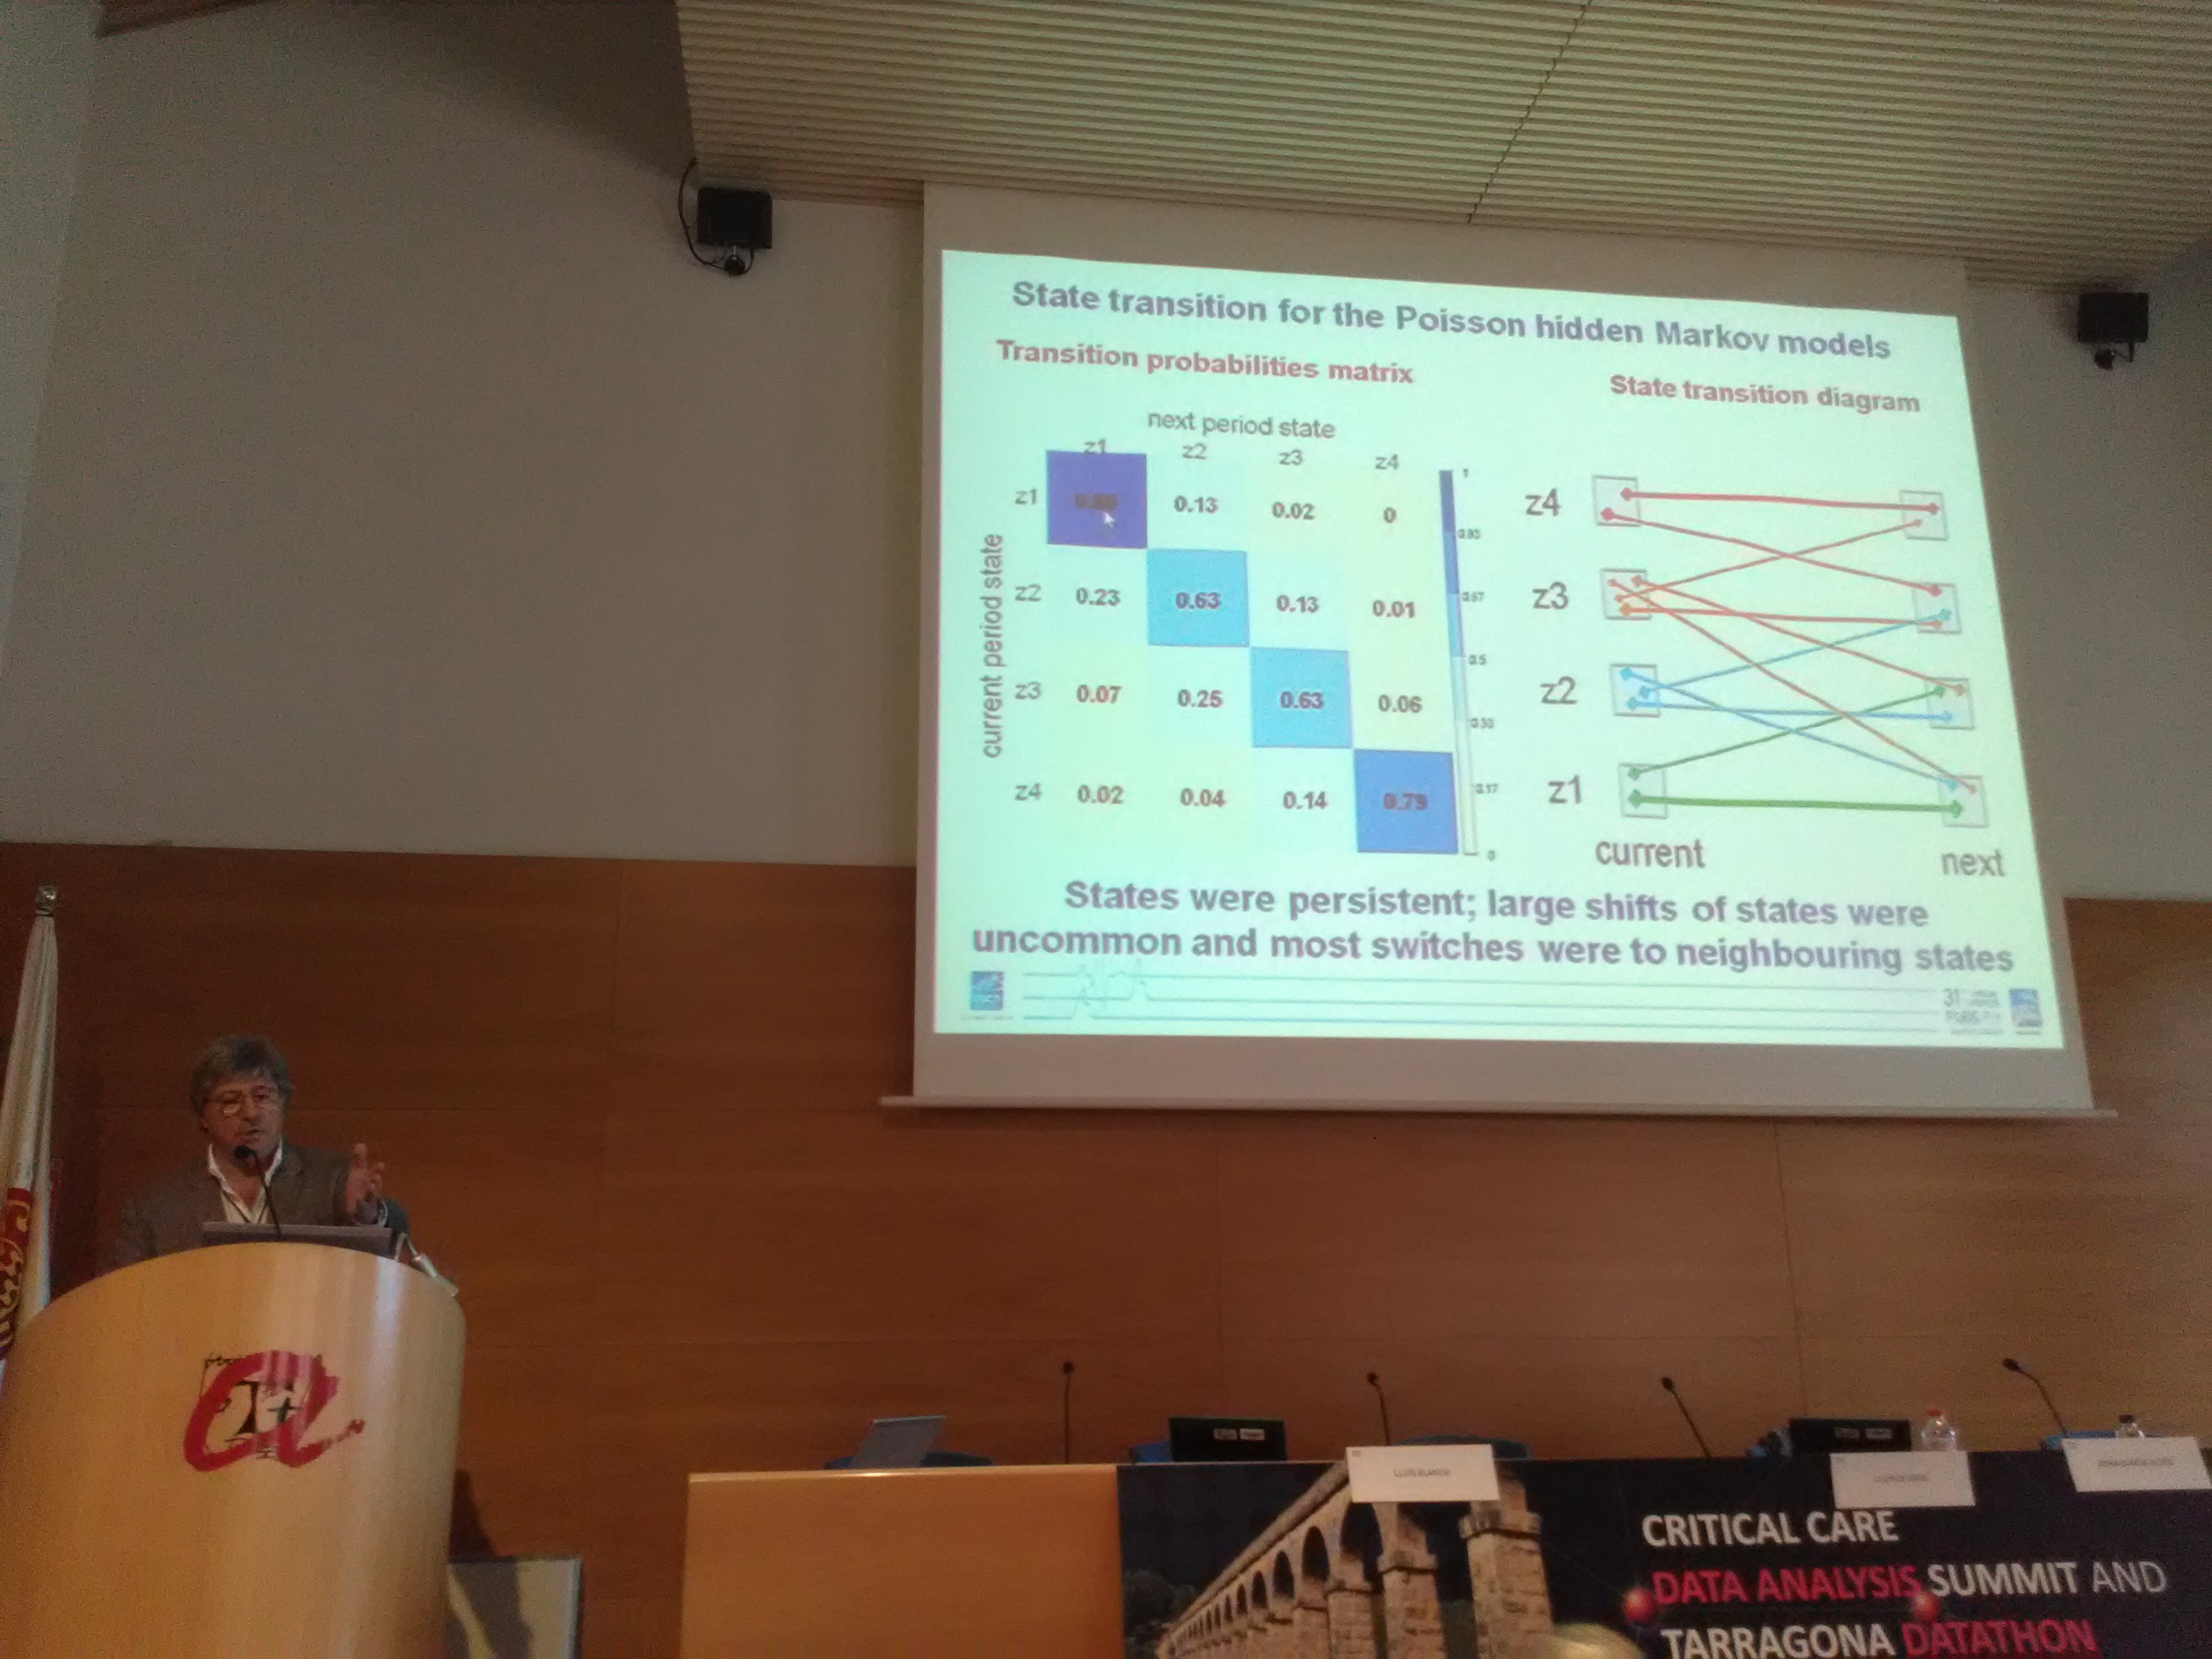 State transition for the Poisson hidden Markov models
Transition probabilities matrix
State transition diagram
next period state
z1 z2 z3 z4
current period state
z1 0.13 0.02 0
z2 0.23 0.63 0.13 0.01
z3 0.07 0.25 0.63 0.06
z4 0.02 0.04 0.14 0.79
1
0.5
0.33
0.17
0
z4
z3
z2
z1
current next
States were persistent; large shifts of states were
uncommon and most switches were to neighbouring states
31
LLUIS BLANCH
CRITICAL CARE
DATA ANALYSIS SUMMIT AND
TARRAGONA DATATHON